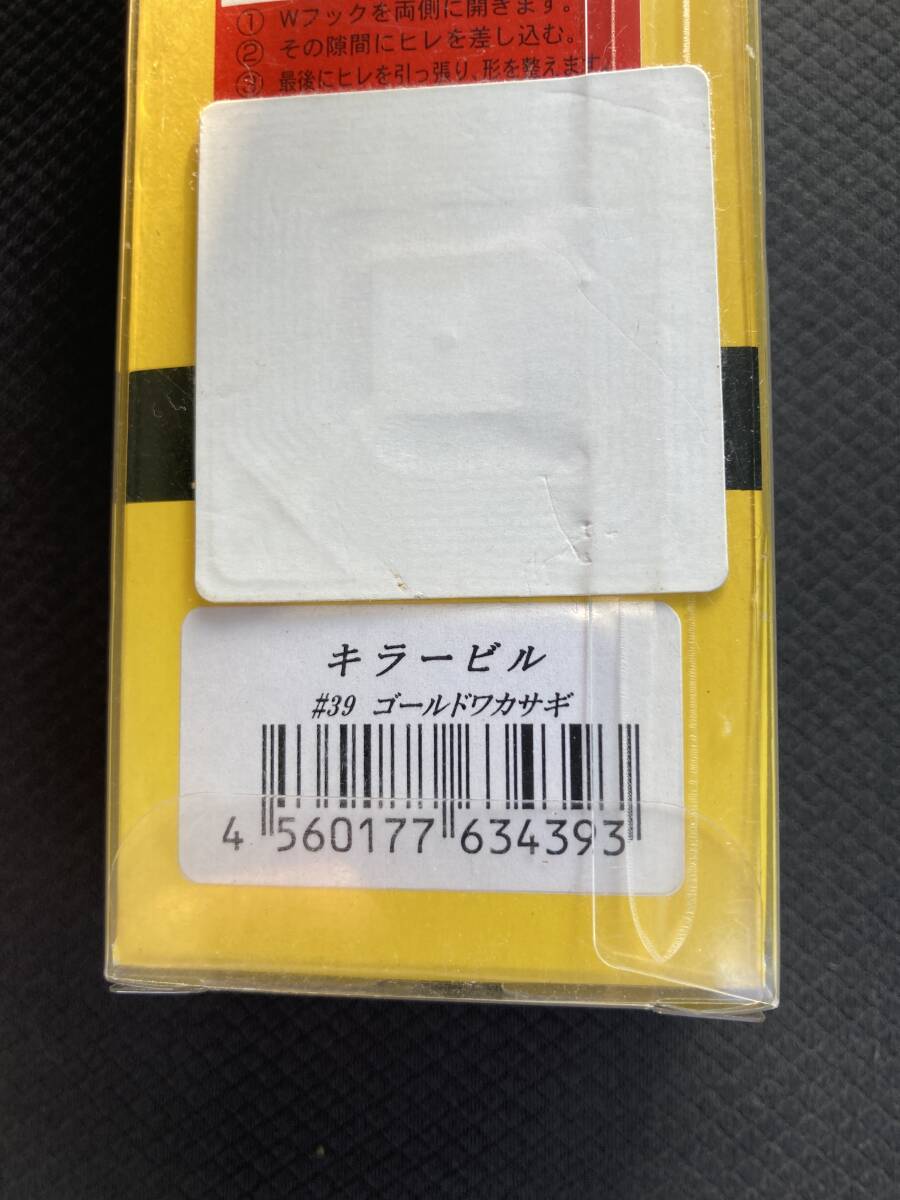 ① Wフックを両側に開きます。
② その隙間にヒレを差し込む。
③ 最後にヒレを引っ張り、形を整えます
キラービル
#39 ゴールドワカサギ
4 560177 634393